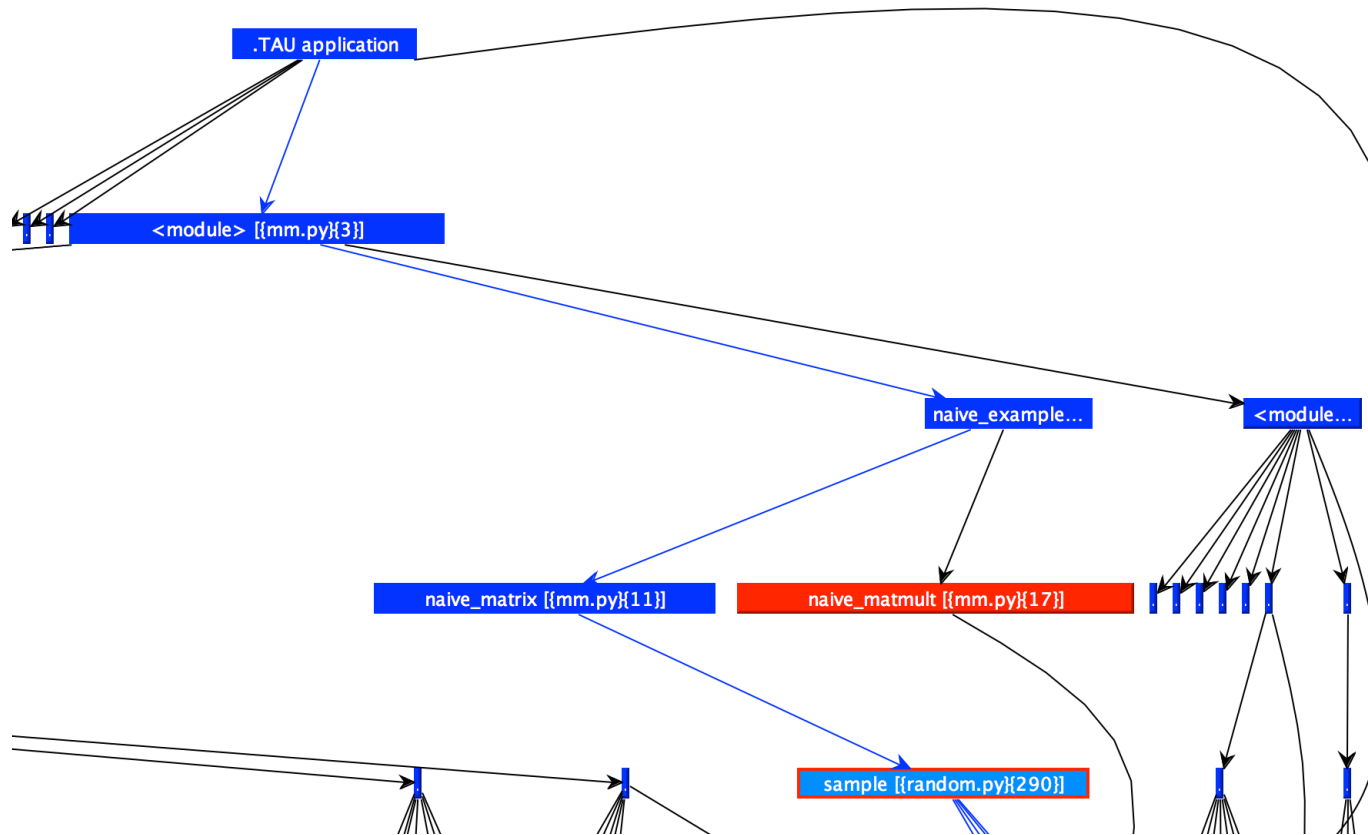 .TAU application
<module> [{mm.py}{3}]
naive_example...
<module...
naive_matrix [{mm.py}{11}]
naive_matmult [{mm.py}{17}]
sample [{random.py}{290}]